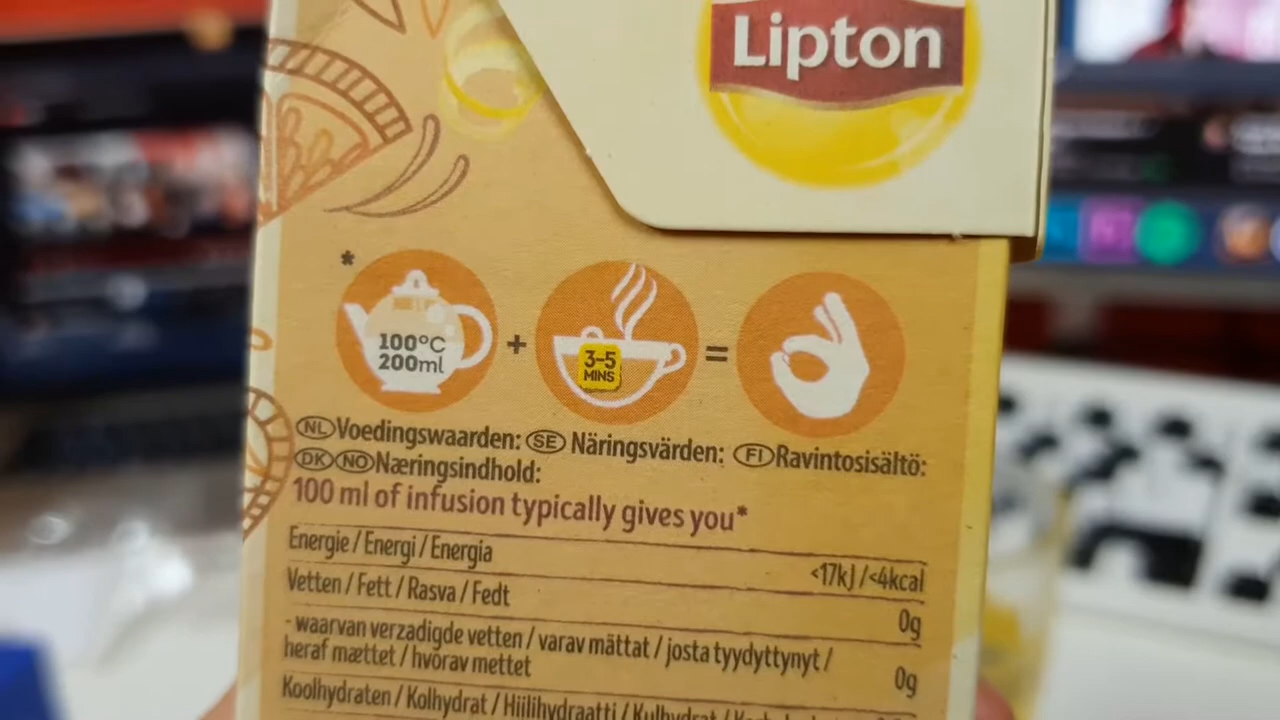 Lipton
*
100°C
200ml
+
3-5
MINS
=
NL Voedingswaarden: SE Näringsvärden: FI Ravintosisältö:
DK NO Næringsindhold:
100 ml of infusion typically gives you*
Energie / Energi / Energia <17kJ /<4kcal
Vetten / Fett / Rasva / Fedt 0g
- waarvan verzadigde vetten / varav mättat / josta tyydyttynyt /
heraf mættet / hvorav mettet 0g
Koolhydraten / Kolhydrat / Hiilihydraatti / Kulhydrat /